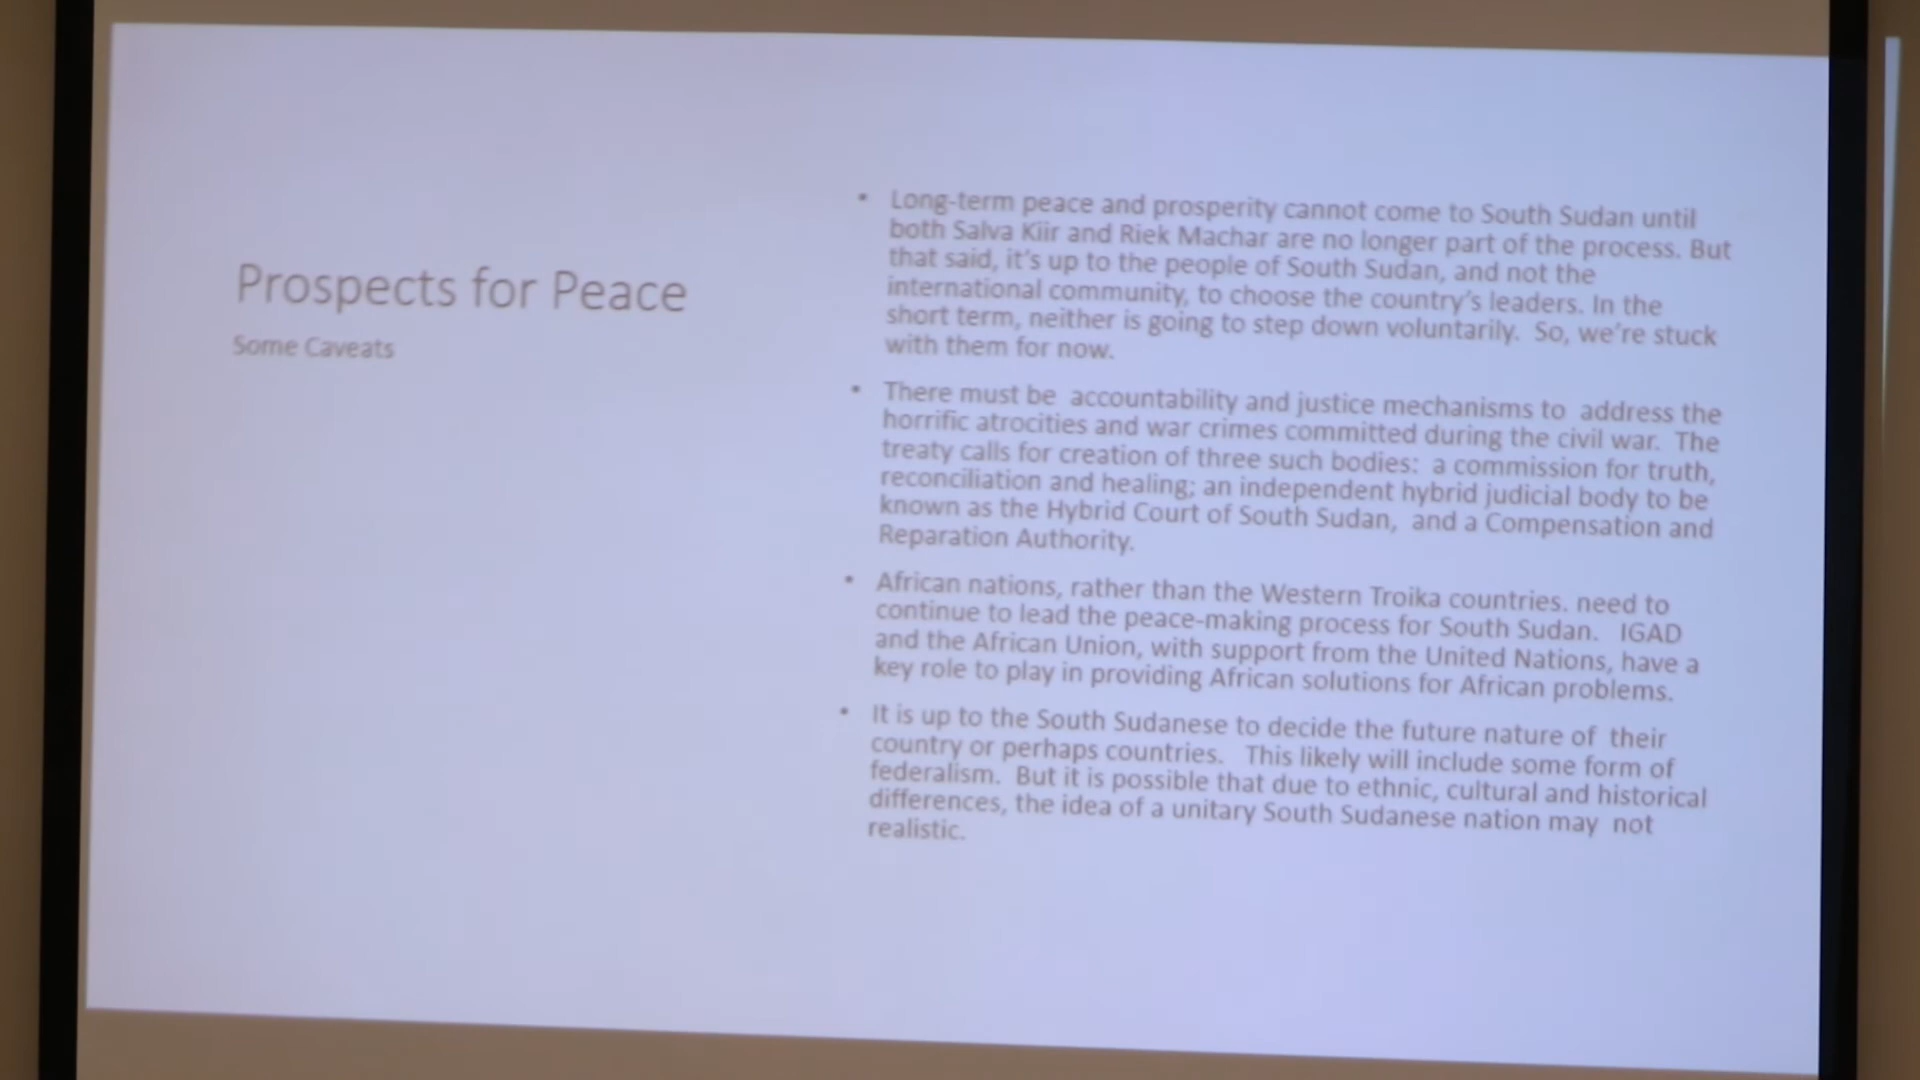 Prospects for Peace
Some Caveats
• Long-term peace and prosperity cannot come to South Sudan until
both Salva Kiir and Riek Machar are no longer part of the process. But
that said, it's up to the people of South Sudan, and not the
international community, to choose the country's leaders. In the
short term, neither is going to step down voluntarily.  So, we're stuck
with them for now.
• There must be  accountability and justice mechanisms to  address the
horrific atrocities and war crimes committed during the civil war.  The
treaty calls for creation of three such bodies:  a commission for truth,
reconciliation and healing; an independent hybrid judicial body to be
known as the Hybrid Court of South Sudan,  and a Compensation and
Reparation Authority.
• African nations, rather than the Western Troika countries. need to
continue to lead the peace-making process for South Sudan.   IGAD
and the African Union, with support from the United Nations, have a
key role to play in providing African solutions for African problems.
• It is up to the South Sudanese to decide the future nature of  their
country or perhaps countries.   This likely will include some form of
federalism.  But it is possible that due to ethnic, cultural and historical
differences, the idea of a unitary South Sudanese nation may  not
realistic.